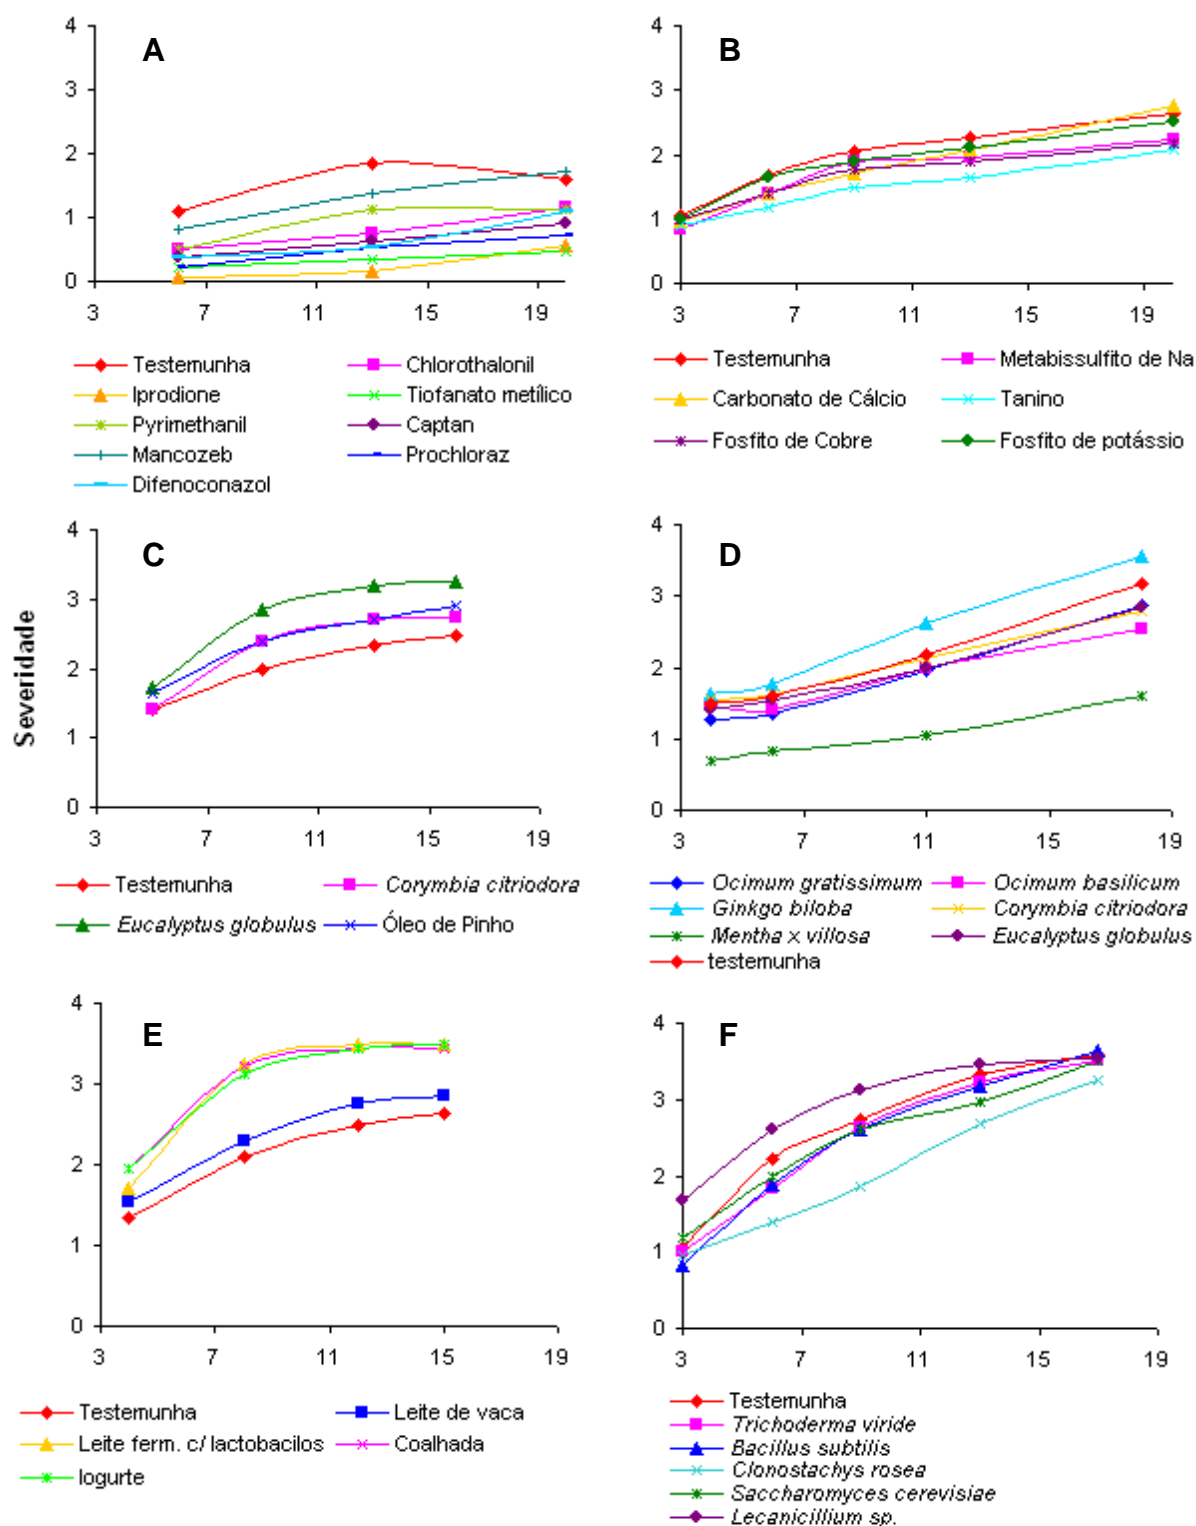 A
4
3
2
1
0
3 7 11 15 19
Testemunha Chlorothalonil
Iprodione Tiofanato metílico
Pyrimethanil Captan
Mancozeb Prochloraz
Difenoconazol
B
4
3
2
1
0
3 7 11 15 19
Testemunha Metabissulfito de Na
Carbonato de Cálcio Tanino
Fosfito de Cobre Fosfito de potássio
Severidade
C
4
3
2
1
0
3 7 11 15 19
Testemunha Corymbia citriodora
Eucalyptus globulus Óleo de Pinho
D
4
3
2
1
0
3 7 11 15 19
Ocimum gratissimum Ocimum basilicum
Ginkgo biloba Corymbia citriodora
Mentha x villosa Eucalyptus globulus
testemunha
E
4
3
2
1
0
3 7 11 15 19
Testemunha Leite de vaca
Leite ferm. c/ lactobacilos Coalhada
Iogurte
F
4
3
2
1
0
3 7 11 15 19
Testemunha
Trichoderma viride
Bacillus subtilis
Clonostachys rosea
Saccharomyces cerevisiae
Lecanicillium sp.